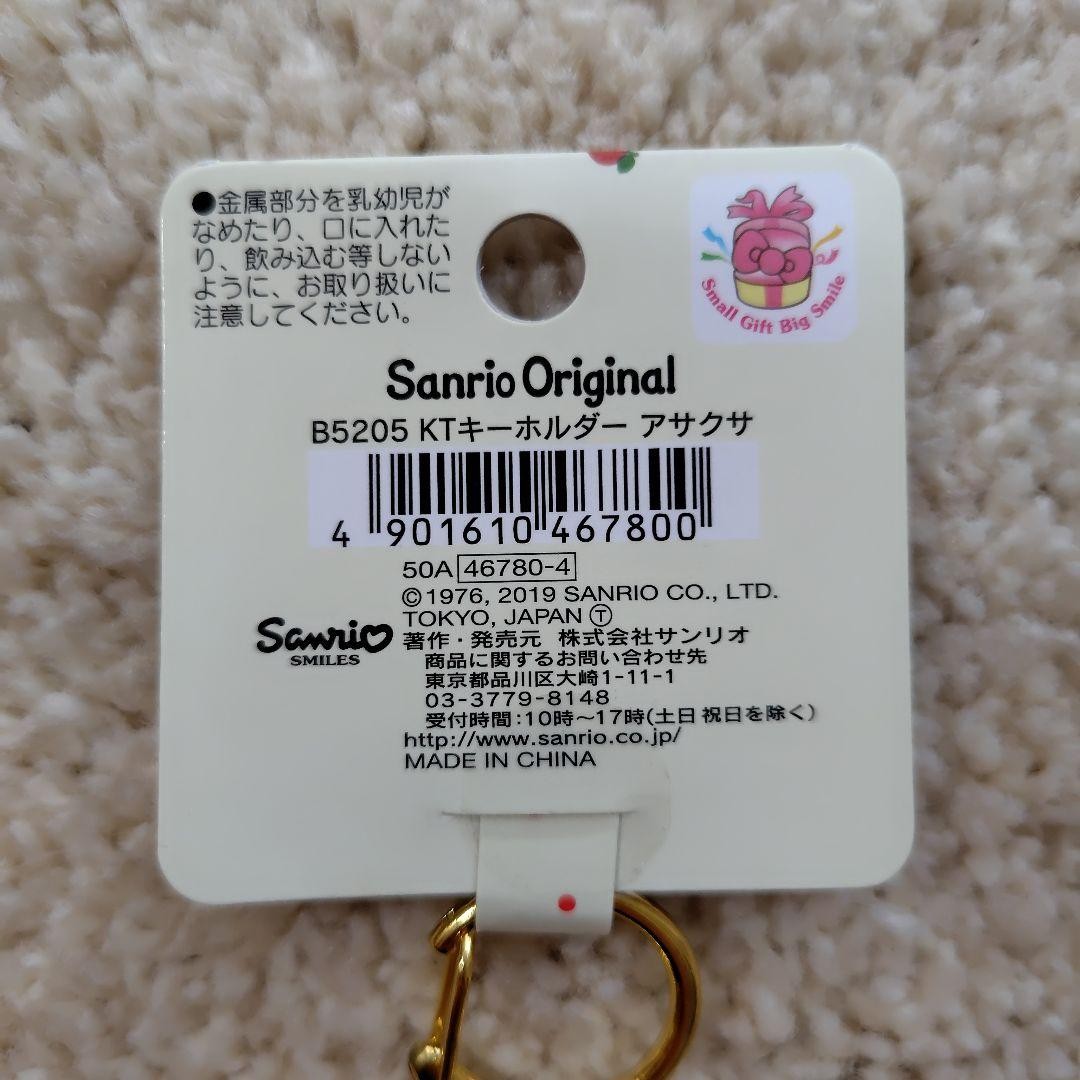 ●金属部分を乳幼児が
なめたり、口に入れた
り、飲み込む等しない
ように、お取り扱いに
注意してください。
Small Gift Big Smile
Sanrio Original
B5205 KTキーホルダー アサクサ
4 901610 467800
50A 46780-4
©1976, 2019 SANRIO CO., LTD.
TOKYO, JAPAN Ⓣ
Sanrio
SMILES
著作・発売元 株式会社サンリオ
商品に関するお問い合わせ先
東京都品川区大崎1-11-1
03-3779-8148
受付時間:10時～17時(土日祝日を除く)
http://www.sanrio.co.jp/
MADE IN CHINA